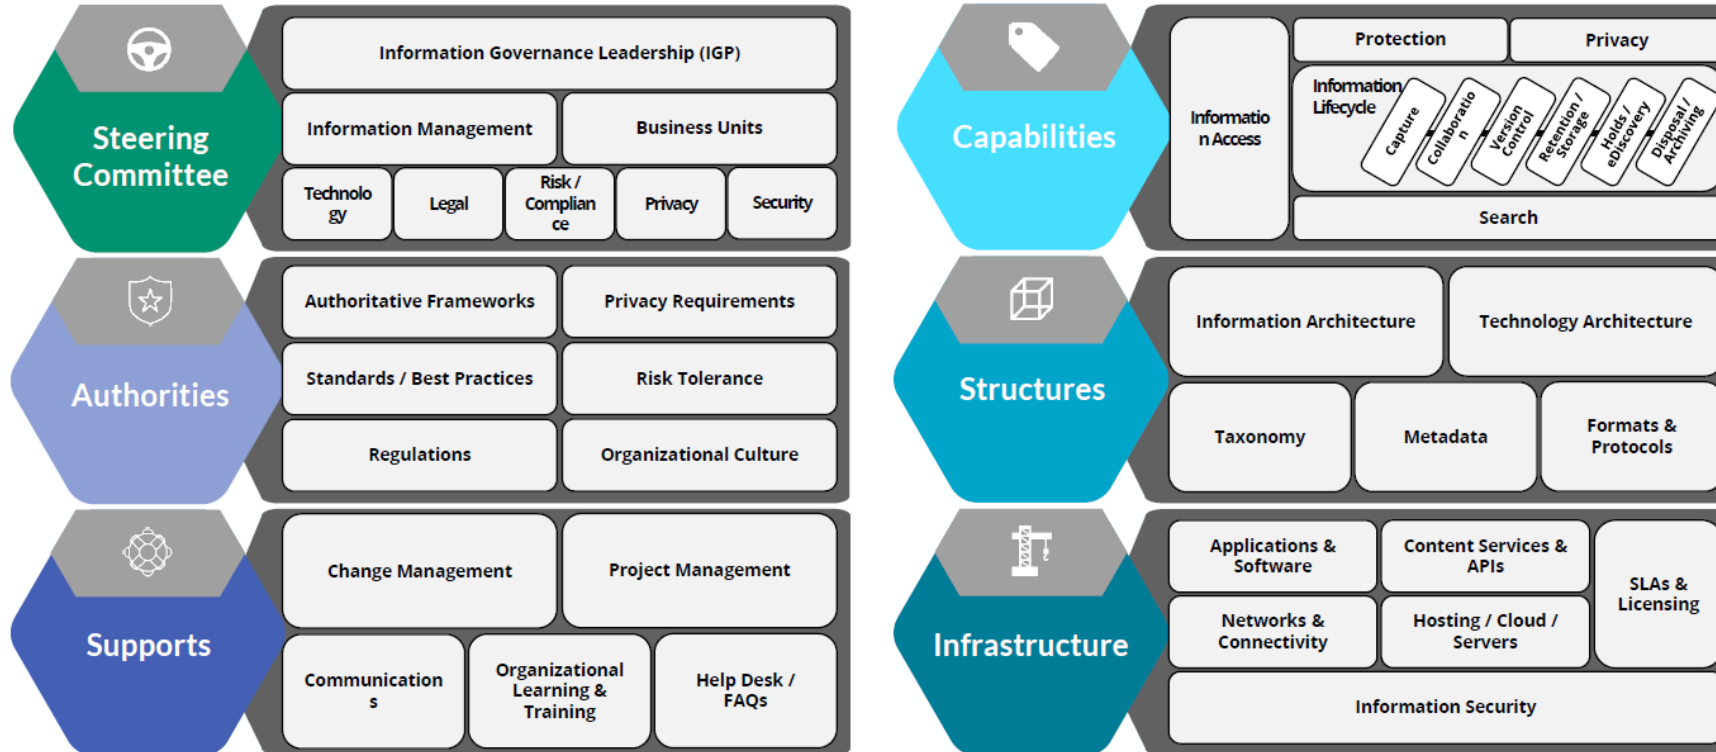 Steering
Committee
Information Governance Leadership (IGP)
Information Management
Business Units
Technolo
gy
Legal
Risk /
Complian
ce
Privacy
Security
Authorities
Authoritative Frameworks
Privacy Requirements
Standards / Best Practices
Risk Tolerance
Regulations
Organizational Culture
Supports
Change Management
Project Management
Communication
s
Organizational
Learning &
Training
Help Desk /
FAQs
Capabilities
Informatio
n Access
Protection
Privacy
Information
Lifecycle
Capture
Collaboratio
n
Version
Control
Retention /
Storage
Holds /
eDiscovery
Disposal /
Archiving
Search
Structures
Information Architecture
Technology Architecture
Taxonomy
Metadata
Formats &
Protocols
Infrastructure
Applications &
Software
Content Services &
APIs
SLAs &
Licensing
Networks &
Connectivity
Hosting / Cloud /
Servers
Information Security